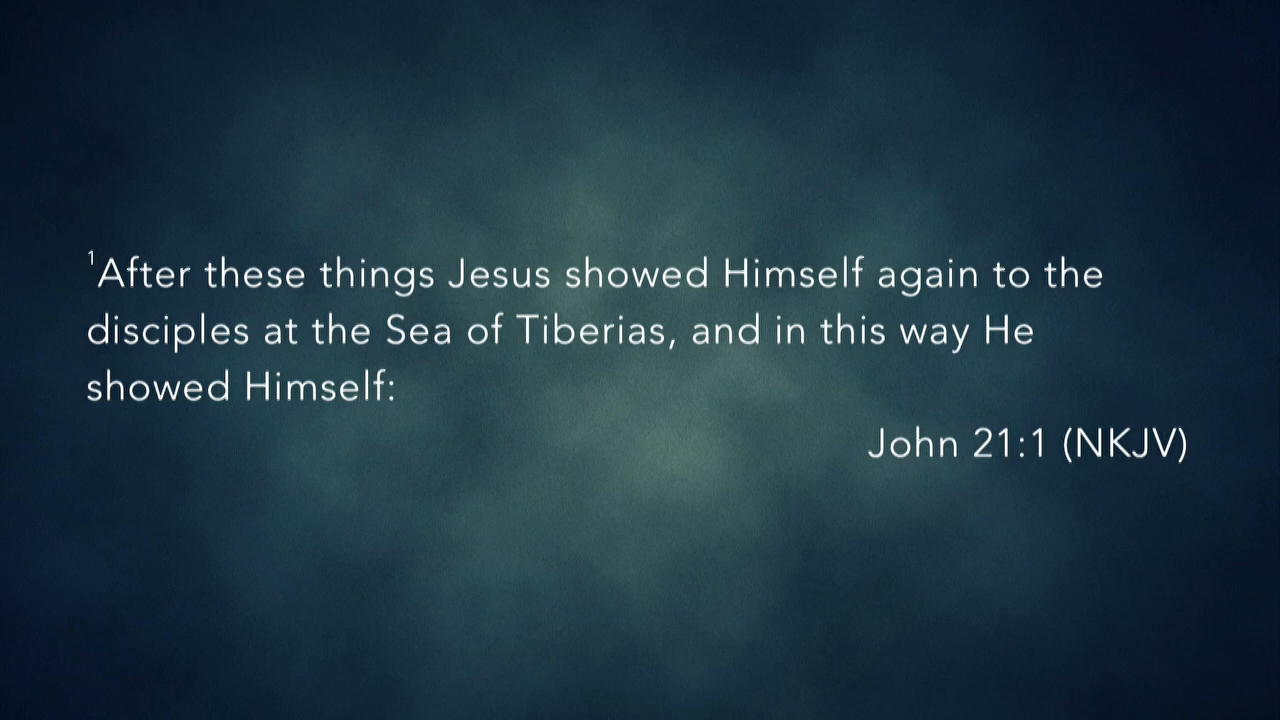 ¹After these things Jesus showed Himself again to the
disciples at the Sea of Tiberias, and in this way He
showed Himself:
John 21:1 (NKJV)